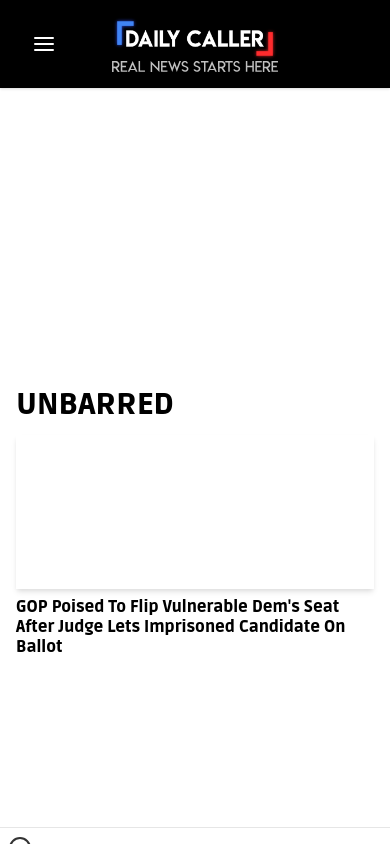 DAILY CALLER
REAL NEWS STARTS HERE
UNBARRED
GOP Poised To Flip Vulnerable Dem's Seat
After Judge Lets Imprisoned Candidate On
Ballot